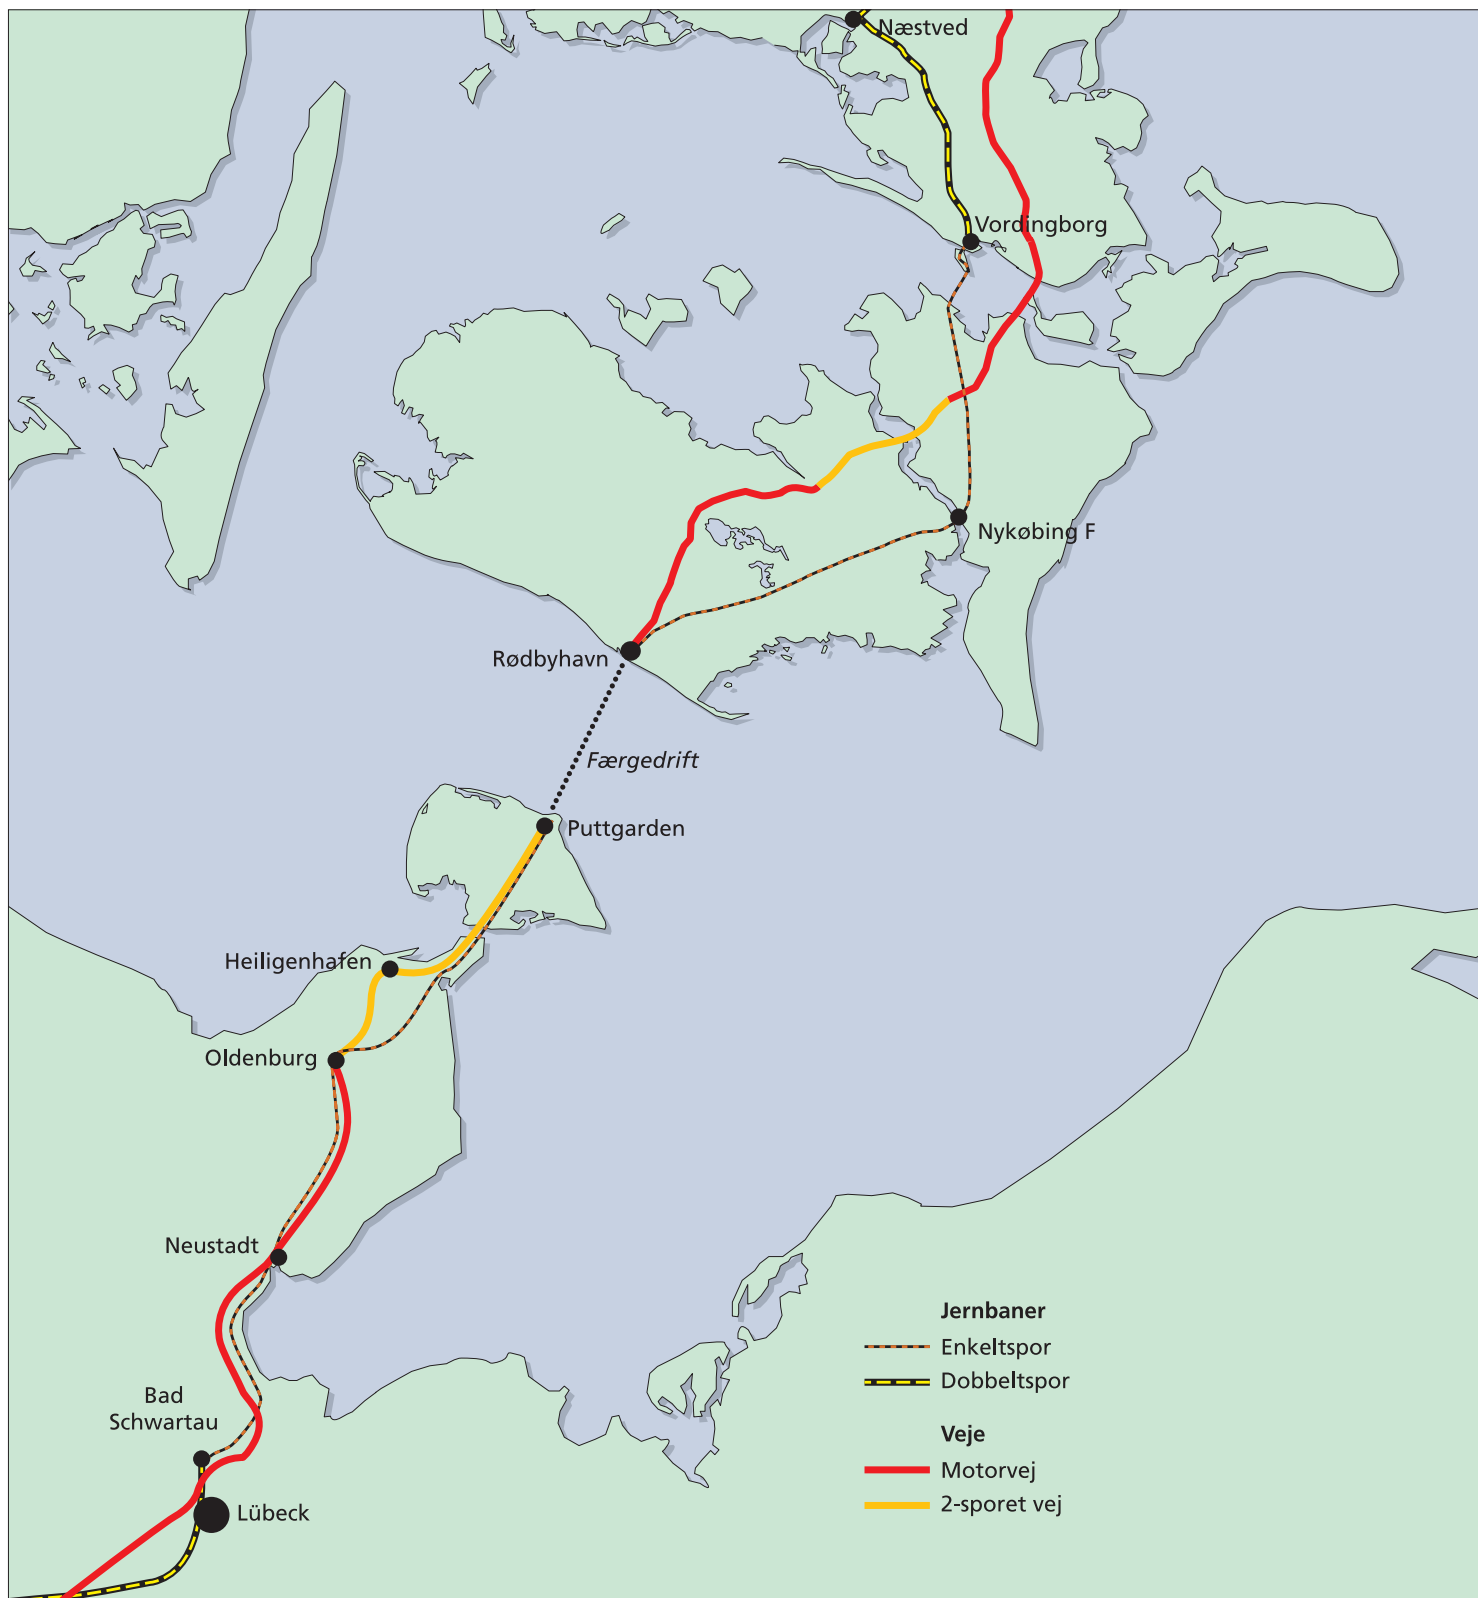 Næstved
Vordingborg
Nykøbing F
Rødbyhavn
Færgedrift
Puttgarden
Heiligenhafen
Oldenburg
Neustadt
Bad
Schwartau
Lübeck
Jernbaner
Enkeltspor
Dobbeltspor
Veje
Motorvej
2-sporet vej